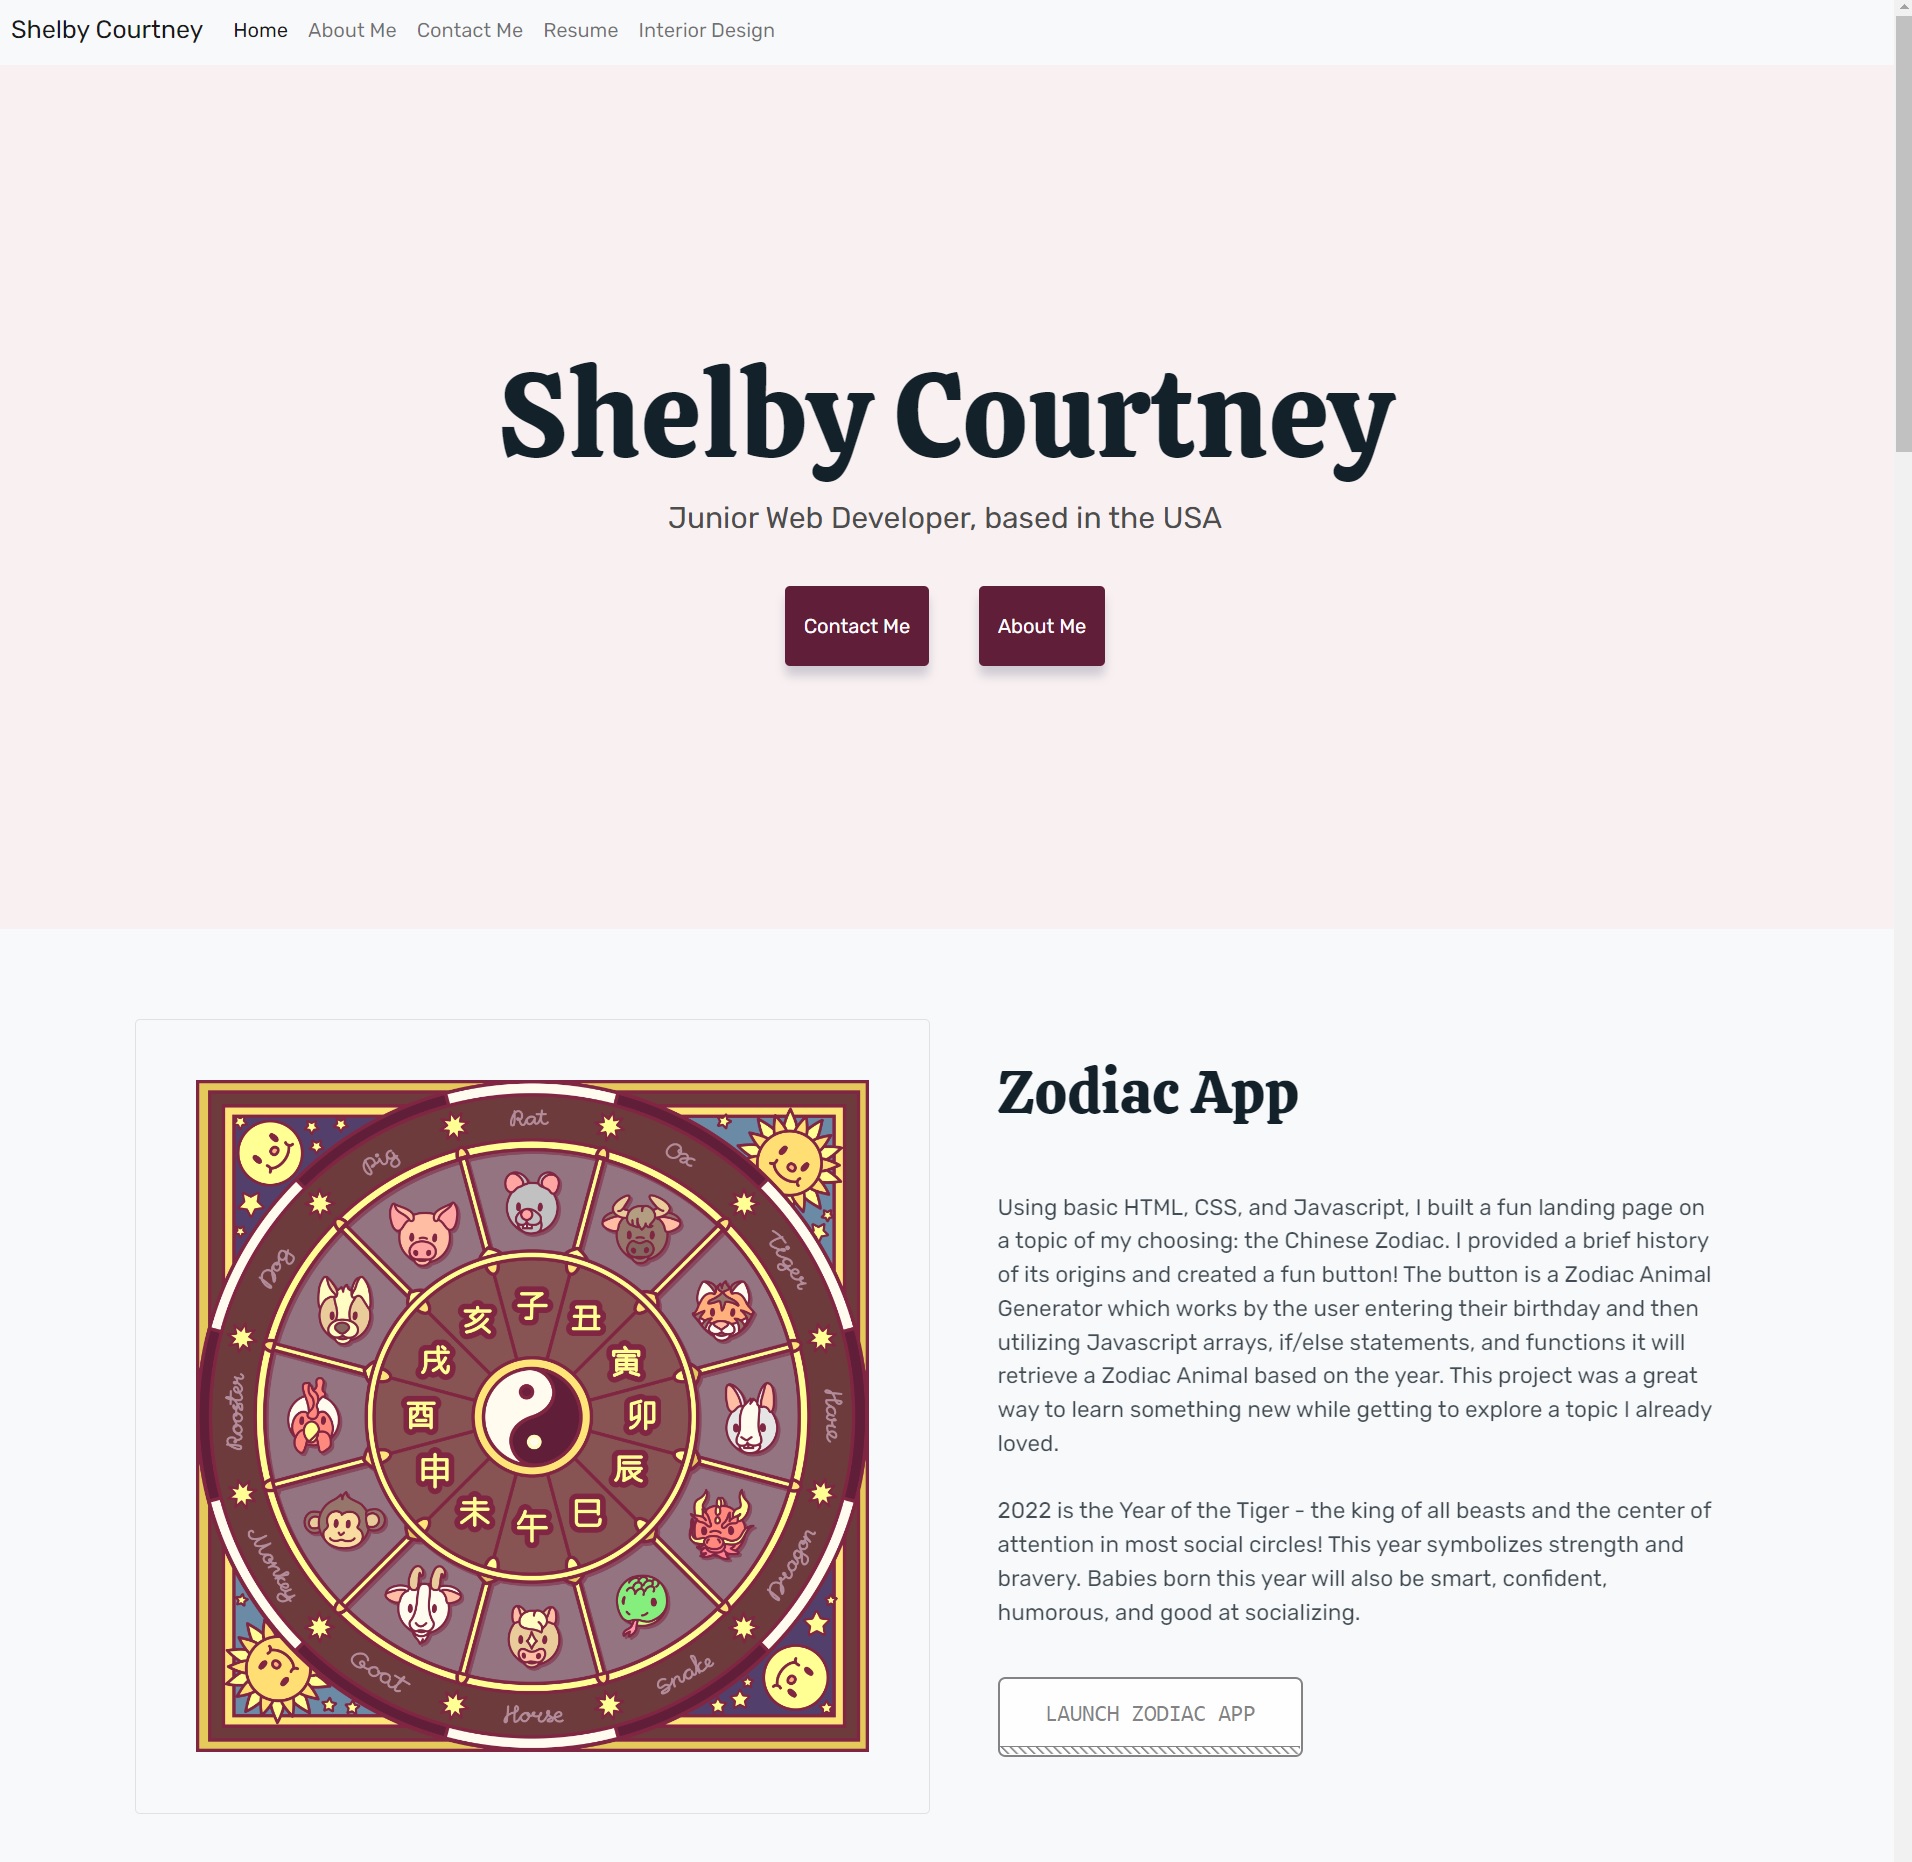 Shelby Courtney Home About Me Contact Me Resume Interior Design
Shelby Courtney
Junior Web Developer, based in the USA
Contact Me About Me
Rat
Ox
Tiger
Hare
Dragon
Snake
Horse
Goat
Monkey
Rooster
Dog
Pig
子
丑
寅
卯
辰
巳
午
未
申
酉
戌
亥
Zodiac App
Using basic HTML, CSS, and Javascript, I built a fun landing page on
a topic of my choosing: the Chinese Zodiac. I provided a brief history
of its origins and created a fun button! The button is a Zodiac Animal
Generator which works by the user entering their birthday and then
utilizing Javascript arrays, if/else statements, and functions it will
retrieve a Zodiac Animal based on the year. This project was a great
way to learn something new while getting to explore a topic I already
loved.
2022 is the Year of the Tiger - the king of all beasts and the center of
attention in most social circles! This year symbolizes strength and
bravery. Babies born this year will also be smart, confident,
humorous, and good at socializing.
LAUNCH ZODIAC APP